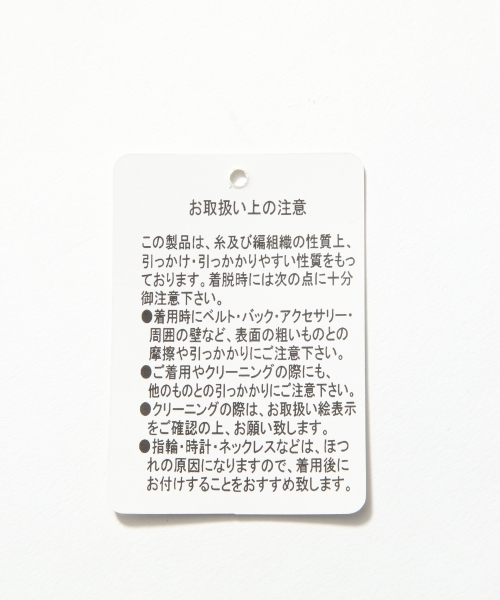 お取扱い上の注意
この製品は、糸及び編組織の性質上、
引っかけ・引っかかりやすい性質をもっ
ております。着脱時には次の点に十分
御注意下さい。
●着用時にベルト・バック・アクセサリー・
周囲の壁など、表面の粗いものとの
摩擦や引っかかりにご注意下さい。
●ご着用やクリーニングの際にも、
他のものとの引っかかりにご注意下さい。
●クリーニングの際は、お取扱い絵表示
をご確認の上、お願い致します。
●指輪・時計・ネックレスなどは、ほつ
れの原因になりますので、着用後に
お付けすることをおすすめ致します。